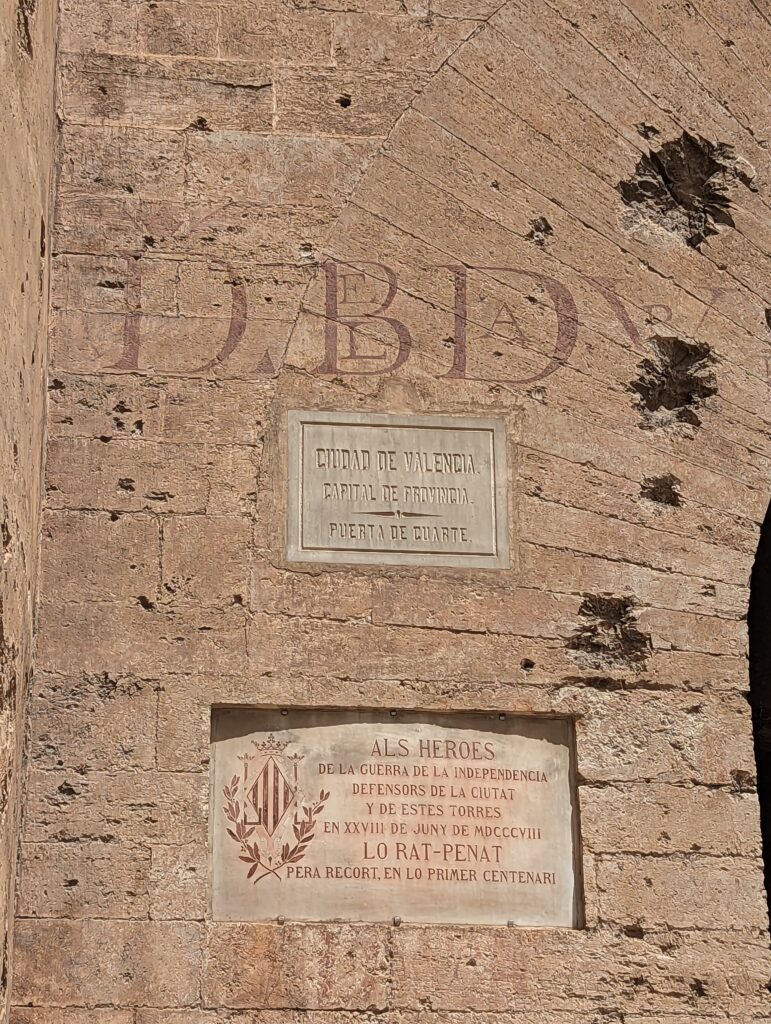 CIUDAD DE VALENCIA.
CAPITAL DE PROVINCIA.
PUERTA DE CUARTE.
ALS HEROES
DE LA GUERRA DE LA INDEPENDENCIA
DEFENSORS DE LA CIUTAT
Y DE ESTES TORRES
EN XXVIII DE JUNY DE MDCCCVIII
LO RAT-PENAT
PERA RECORT, EN LO PRIMER CENTENARI